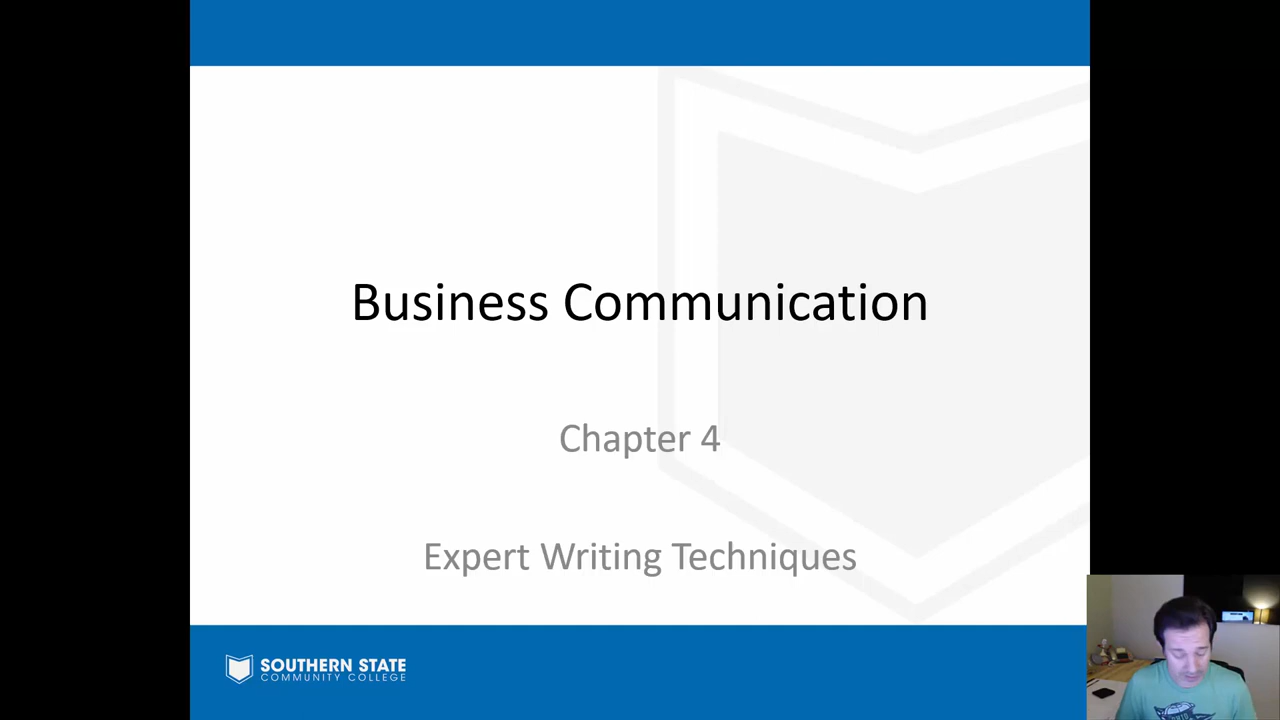 Business Communication
Chapter 4
Expert Writing Techniques
SOUTHERN STATE
COMMUNITY COLLEGE